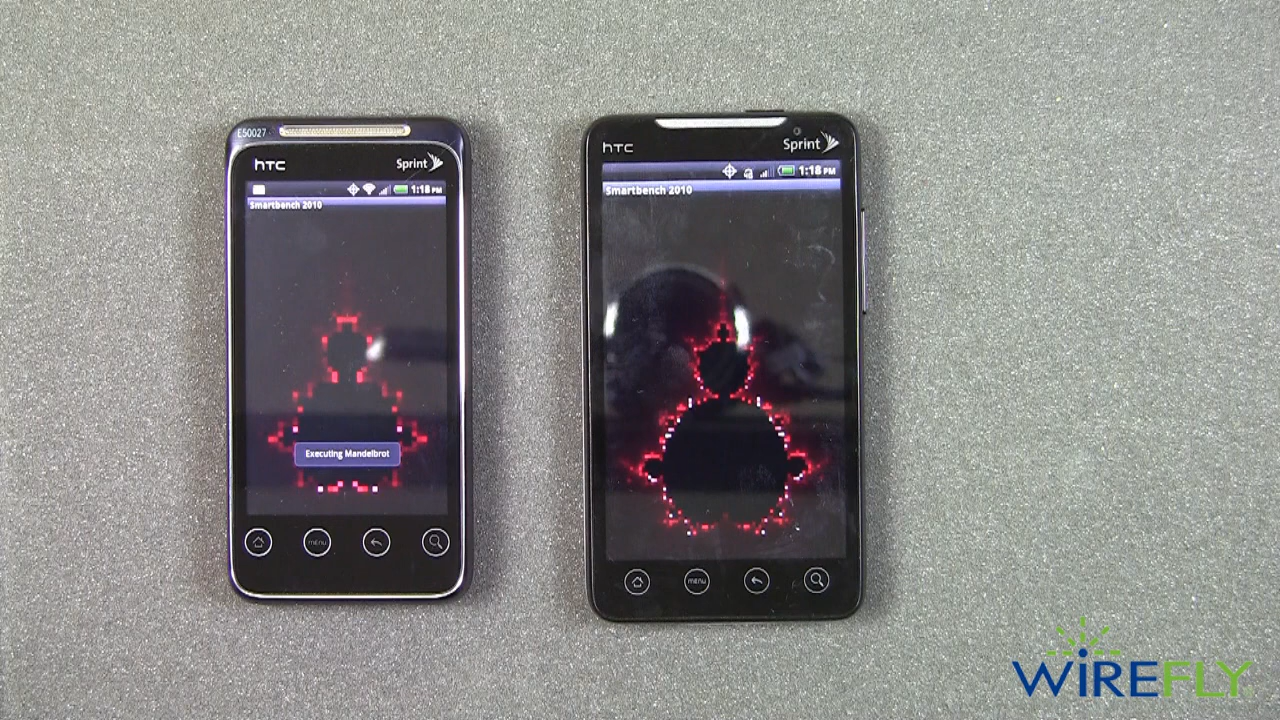 E50027
hTC
Sprint
1:18 PM
Smartbench 2010
Executing Mandelbrot
MENU
hTC
Sprint
1:18 PM
Smartbench 2010
MENU
WIREFLY